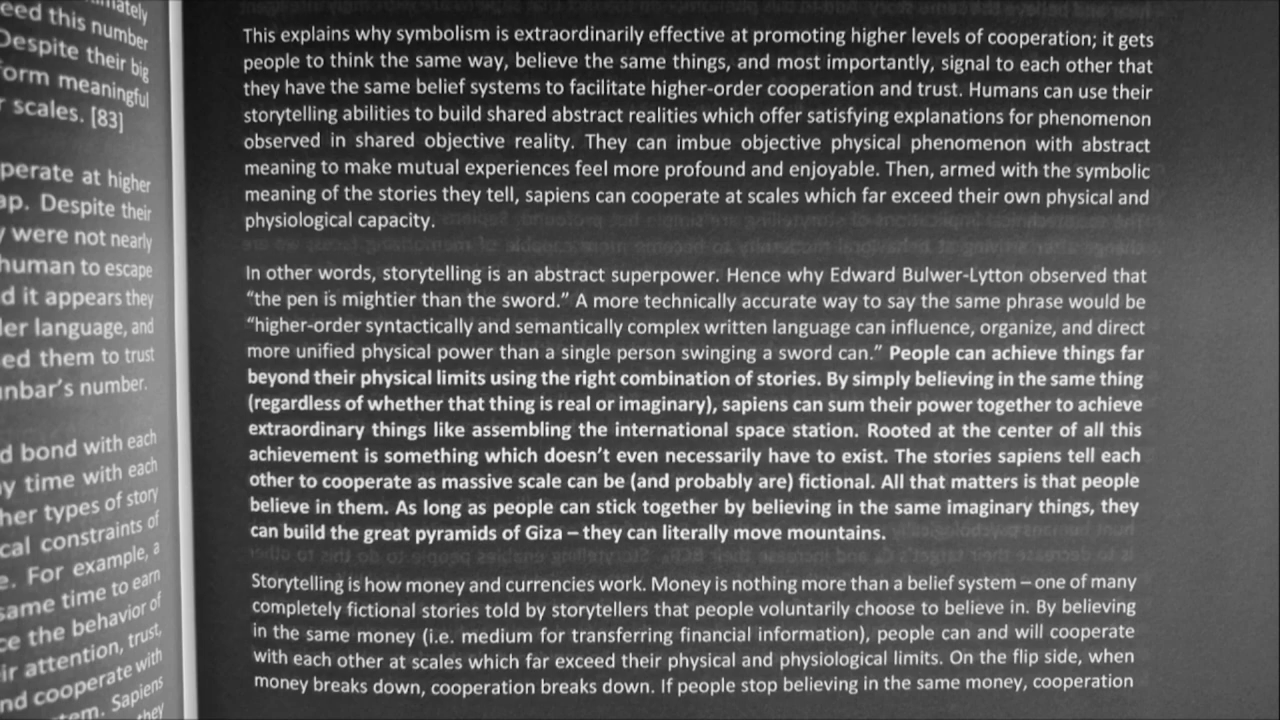 mately
eed this number
Despite their big
form meaningful
scales. [83]
perate at higher
ap. Despite their
were not nearly
human to escape
d it appears they
er language, and
ed them to trust
nbar's number.
d bond with each
y time with each
her types of story
cal constraints of
e. For example, a
same time to earn
ce the behavior of
ir attention, trust,
nd cooperate with
tem. Sapiens
they
This explains why symbolism is extraordinarily effective at promoting higher levels of cooperation; it gets
people to think the same way, believe the same things, and most importantly, signal to each other that
they have the same belief systems to facilitate higher-order cooperation and trust. Humans can use their
storytelling abilities to build shared abstract realities which offer satisfying explanations for phenomenon
observed in shared objective reality. They can imbue objective physical phenomenon with abstract
meaning to make mutual experiences feel more profound and enjoyable. Then, armed with the symbolic
meaning of the stories they tell, sapiens can cooperate at scales which far exceed their own physical and
physiological capacity.
In other words, storytelling is an abstract superpower. Hence why Edward Bulwer-Lytton observed that
“the pen is mightier than the sword.” A more technically accurate way to say the same phrase would be
“higher-order syntactically and semantically complex written language can influence, organize, and direct
more unified physical power than a single person swinging a sword can.” People can achieve things far
beyond their physical limits using the right combination of stories. By simply believing in the same thing
(regardless of whether that thing is real or imaginary), sapiens can sum their power together to achieve
extraordinary things like assembling the international space station. Rooted at the center of all this
achievement is something which doesn’t even necessarily have to exist. The stories sapiens tell each
other to cooperate as massive scale can be (and probably are) fictional. All that matters is that people
believe in them. As long as people can stick together by believing in the same imaginary things, they
can build the great pyramids of Giza – they can literally move mountains.
Storytelling is how money and currencies work. Money is nothing more than a belief system – one of many
completely fictional stories told by storytellers that people voluntarily choose to believe in. By believing
in the same money (i.e. medium for transferring financial information), people can and will cooperate
with each other at scales which far exceed their physical and physiological limits. On the flip side, when
money breaks down, cooperation breaks down. If people stop believing in the same money, cooperation